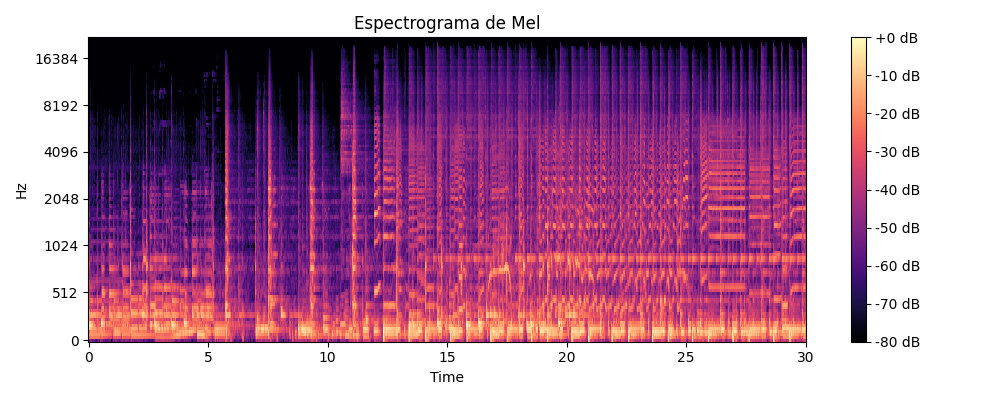 Espectrograma de Mel
Hz
16384
8192
4096
2048
1024
512
0
0 5 10 15 20 25 30
Time
+0 dB
-10 dB
-20 dB
-30 dB
-40 dB
-50 dB
-60 dB
-70 dB
-80 dB